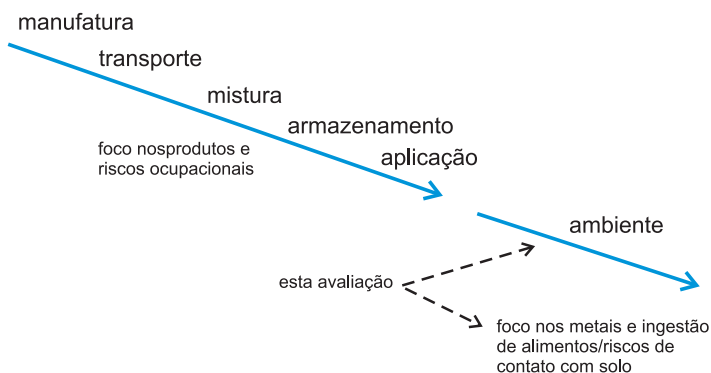 manufatura
transporte
mistura
armazenamento
aplicação
foco nosprodutos e
riscos ocupacionais
ambiente
esta avaliação
foco nos metais e ingestão
de alimentos/riscos de
contato com solo